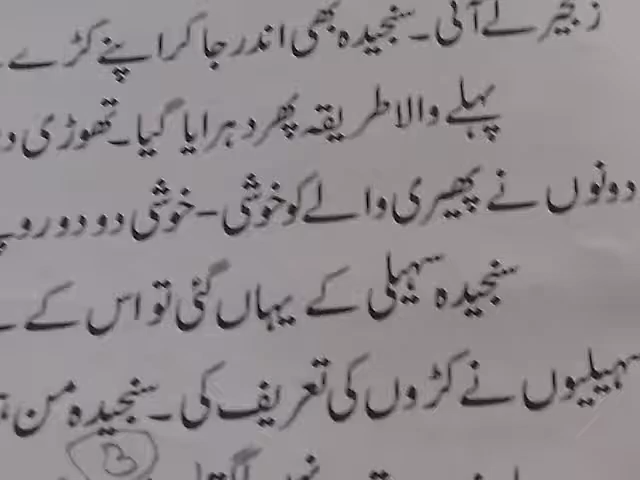 زنجیر لے آئی۔ سنجیدہ بھی اندر جا کر اپنے کڑے
پہلے والا طریقہ پھر دہرایا گیا۔ تھوڑی
دونوں نے پھیری والے کو خوشی۔ خوشی دو دو روپ
سنجیدہ سہیلی کے یہاں گئی تو اس کے
سہیلیوں نے کڑوں کی تعریف کی۔ سنجیدہ من
B